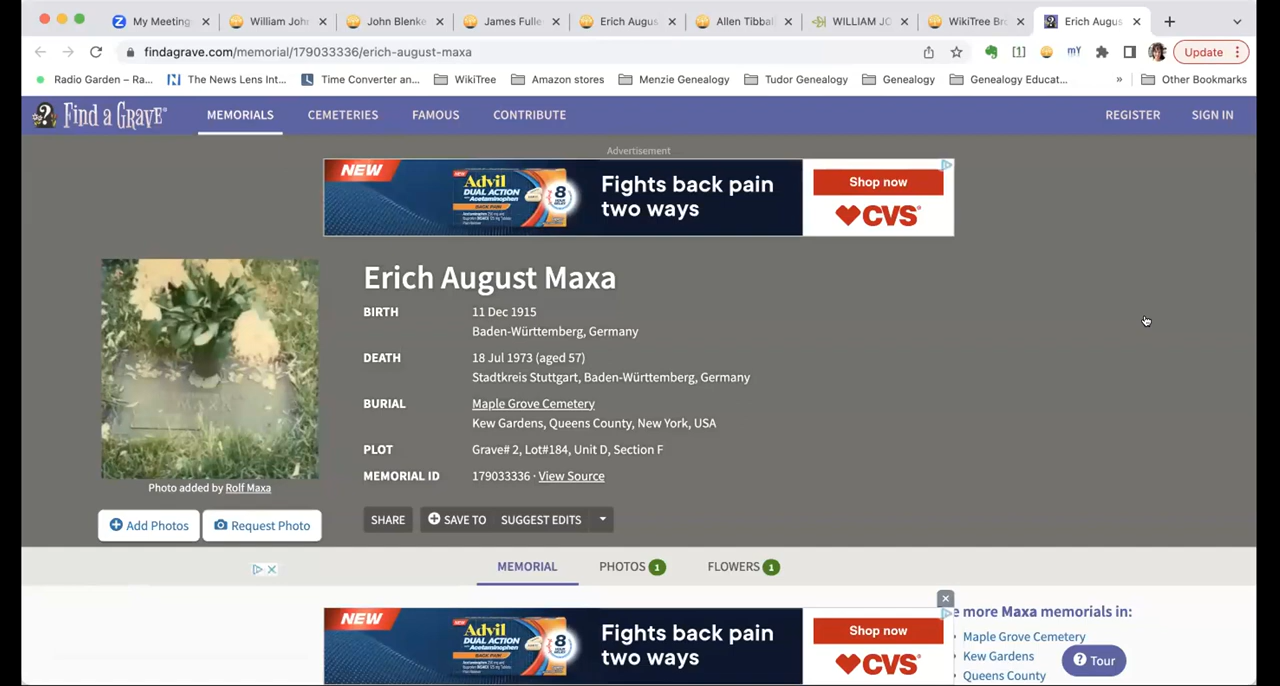 My Meeting
William Joh
John Blenke
James Fulle
Erich Augus
Allen Tibbal
WILLIAM JO
WikiTree Br
Erich Augus
findagrave.com/memorial/179033336/erich-august-maxa
Update
Radio Garden – Ra...
The News Lens Int...
Time Converter an...
WikiTree
Amazon stores
Menzie Genealogy
Tudor Genealogy
Genealogy
Genealogy Educat...
» Other Bookmarks
Find a Grave®
MEMORIALS
CEMETERIES
FAMOUS
CONTRIBUTE
REGISTER
SIGN IN
Advertisement
NEW
Advil
DUAL ACTION
8
Fights back pain
two ways
Shop now
CVS
Erich August Maxa
BIRTH 11 Dec 1915
Baden-Württemberg, Germany
DEATH 18 Jul 1973 (aged 57)
Stadtkreis Stuttgart, Baden-Württemberg, Germany
BURIAL Maple Grove Cemetery
Kew Gardens, Queens County, New York, USA
PLOT Grave# 2, Lot#184, Unit D, Section F
MEMORIAL ID 179033336 · View Source
Photo added by Rolf Maxa
Add Photos
Request Photo
SHARE
SAVE TO
SUGGEST EDITS
MEMORIAL
PHOTOS 1
FLOWERS 1
NEW
Advil
DUAL ACTION
8
Fights back pain
two ways
Shop now
CVS
e more Maxa memorials in:
Maple Grove Cemetery
Kew Gardens
Queens County
Tour